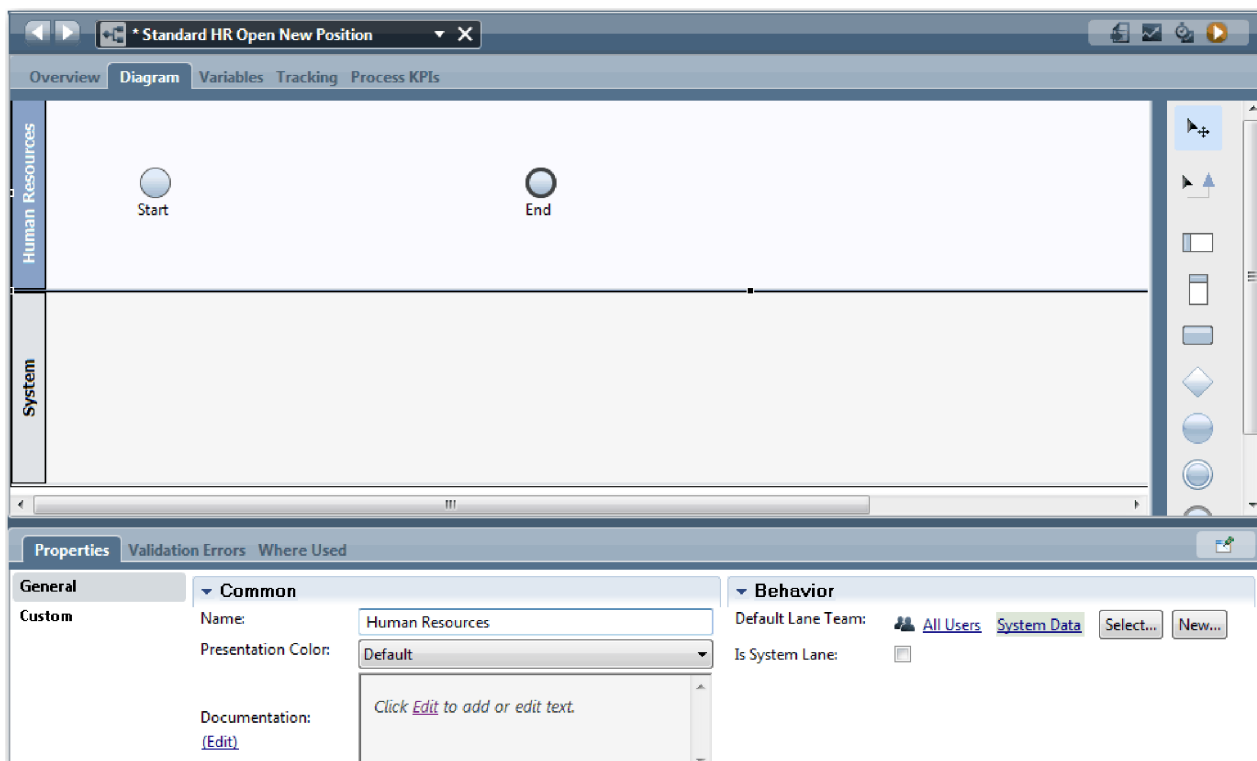 * Standard HR Open New Position
Overview Diagram Variables Tracking Process KPIs
Human Resources
Start
End
System
Properties Validation Errors Where Used
General
Custom
Common
Name: Human Resources
Presentation Color: Default
Documentation:
(Edit)
Click Edit to add or edit text.
Behavior
Default Lane Team: All Users System Data Select... New...
Is System Lane: